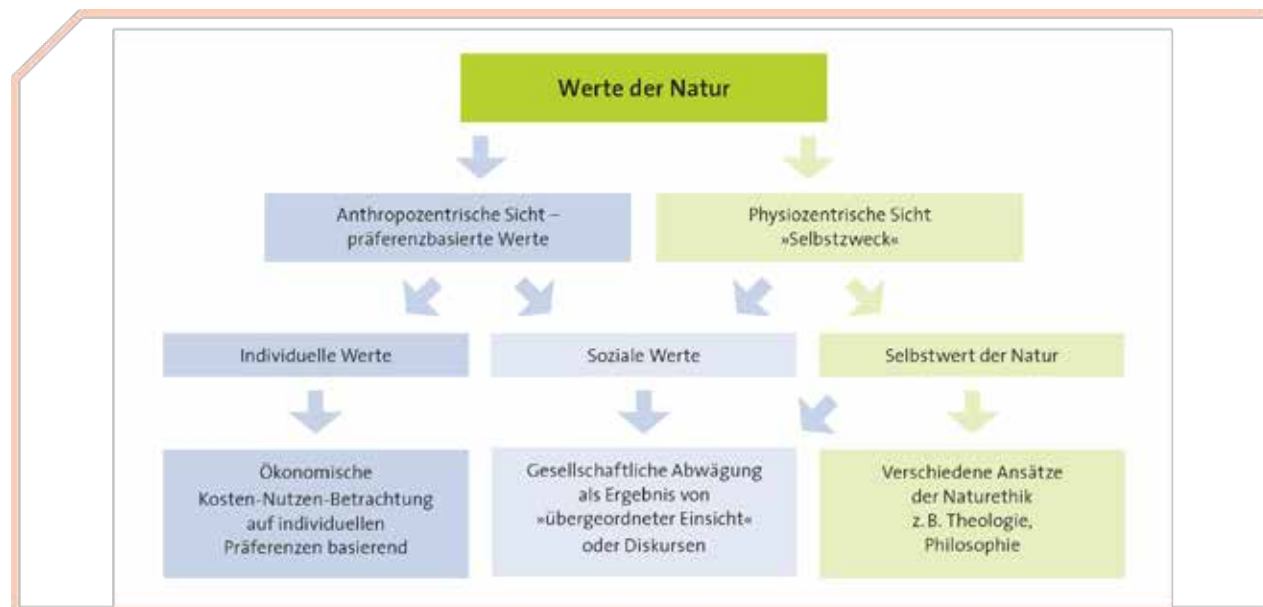 Werte der Natur
Anthropozentrische Sicht –
präferenzbasierte Werte
Physiozentrische Sicht
»Selbstzweck«
Individuelle Werte
Soziale Werte
Selbstwert der Natur
Ökonomische
Kosten-Nutzen-Betrachtung
auf individuellen
Präferenzen basierend
Gesellschaftliche Abwägung
als Ergebnis von
»übergeordneter Einsicht«
oder Diskursen
Verschiedene Ansätze
der Naturethik
z. B. Theologie,
Philosophie